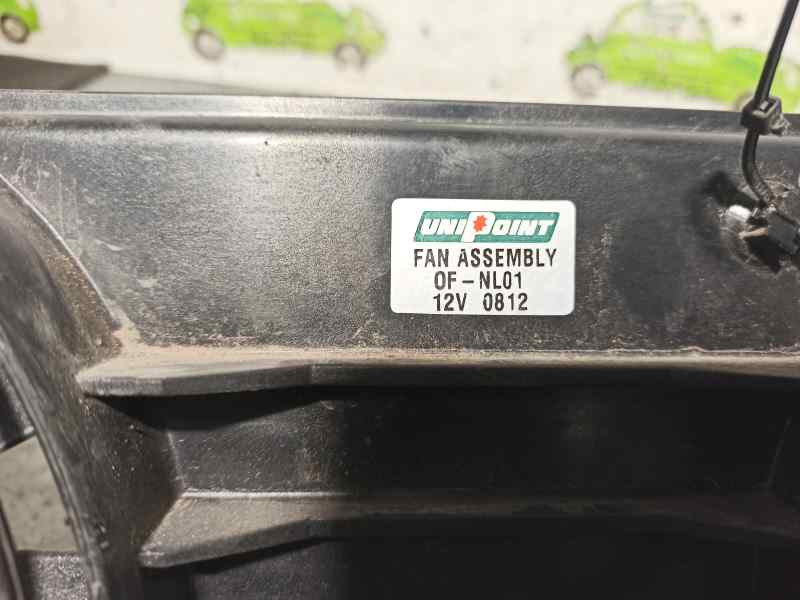 UNIPOINT
FAN ASSEMBLY
OF-NL01
12V 0812